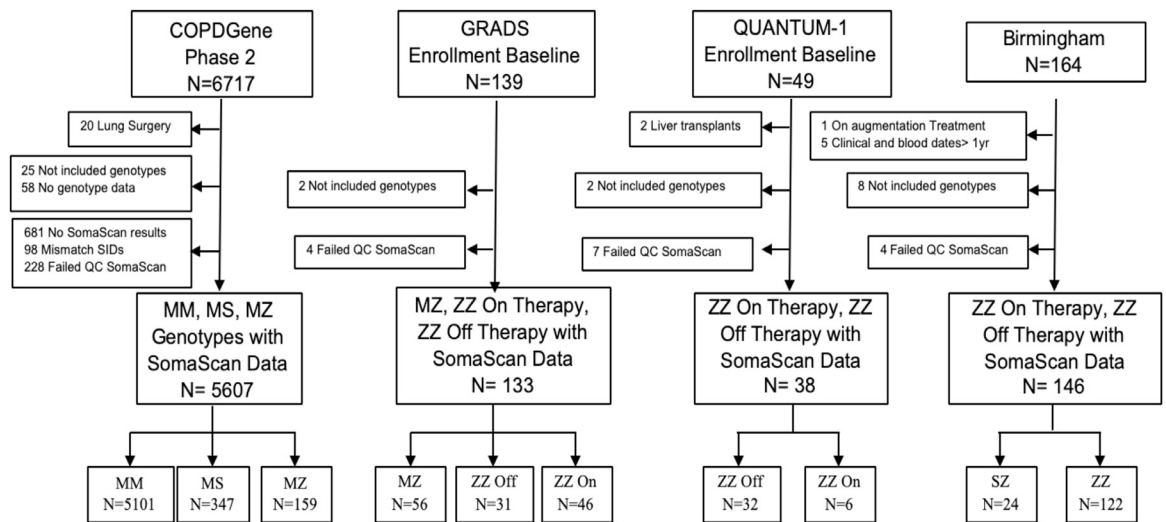 COPDGene
Phase 2
N=6717
20 Lung Surgery
25 Not included genotypes
58 No genotype data
681 No SomaScan results
98 Mismatch SIDs
228 Failed QC SomaScan
MM, MS, MZ
Genotypes with
SomaScan Data
N= 5607
MM
N=5101
MS
N=347
MZ
N=159
GRADS
Enrollment Baseline
N=139
2 Not included genotypes
4 Failed QC SomaScan
MZ, ZZ On Therapy,
ZZ Off Therapy with
SomaScan Data
N= 133
MZ
N=56
ZZ Off
N=31
ZZ On
N=46
QUANTUM-1
Enrollment Baseline
N=49
2 Liver transplants
2 Not included genotypes
7 Failed QC SomaScan
ZZ On Therapy, ZZ
Off Therapy with
SomaScan Data
N= 38
ZZ Off
N=32
ZZ On
N=6
Birmingham
N=164
1 On augmentation Treatment
5 Clinical and blood dates> 1yr
8 Not included genotypes
4 Failed QC SomaScan
ZZ On Therapy, ZZ
Off Therapy with
SomaScan Data
N= 146
SZ
N=24
ZZ
N=122